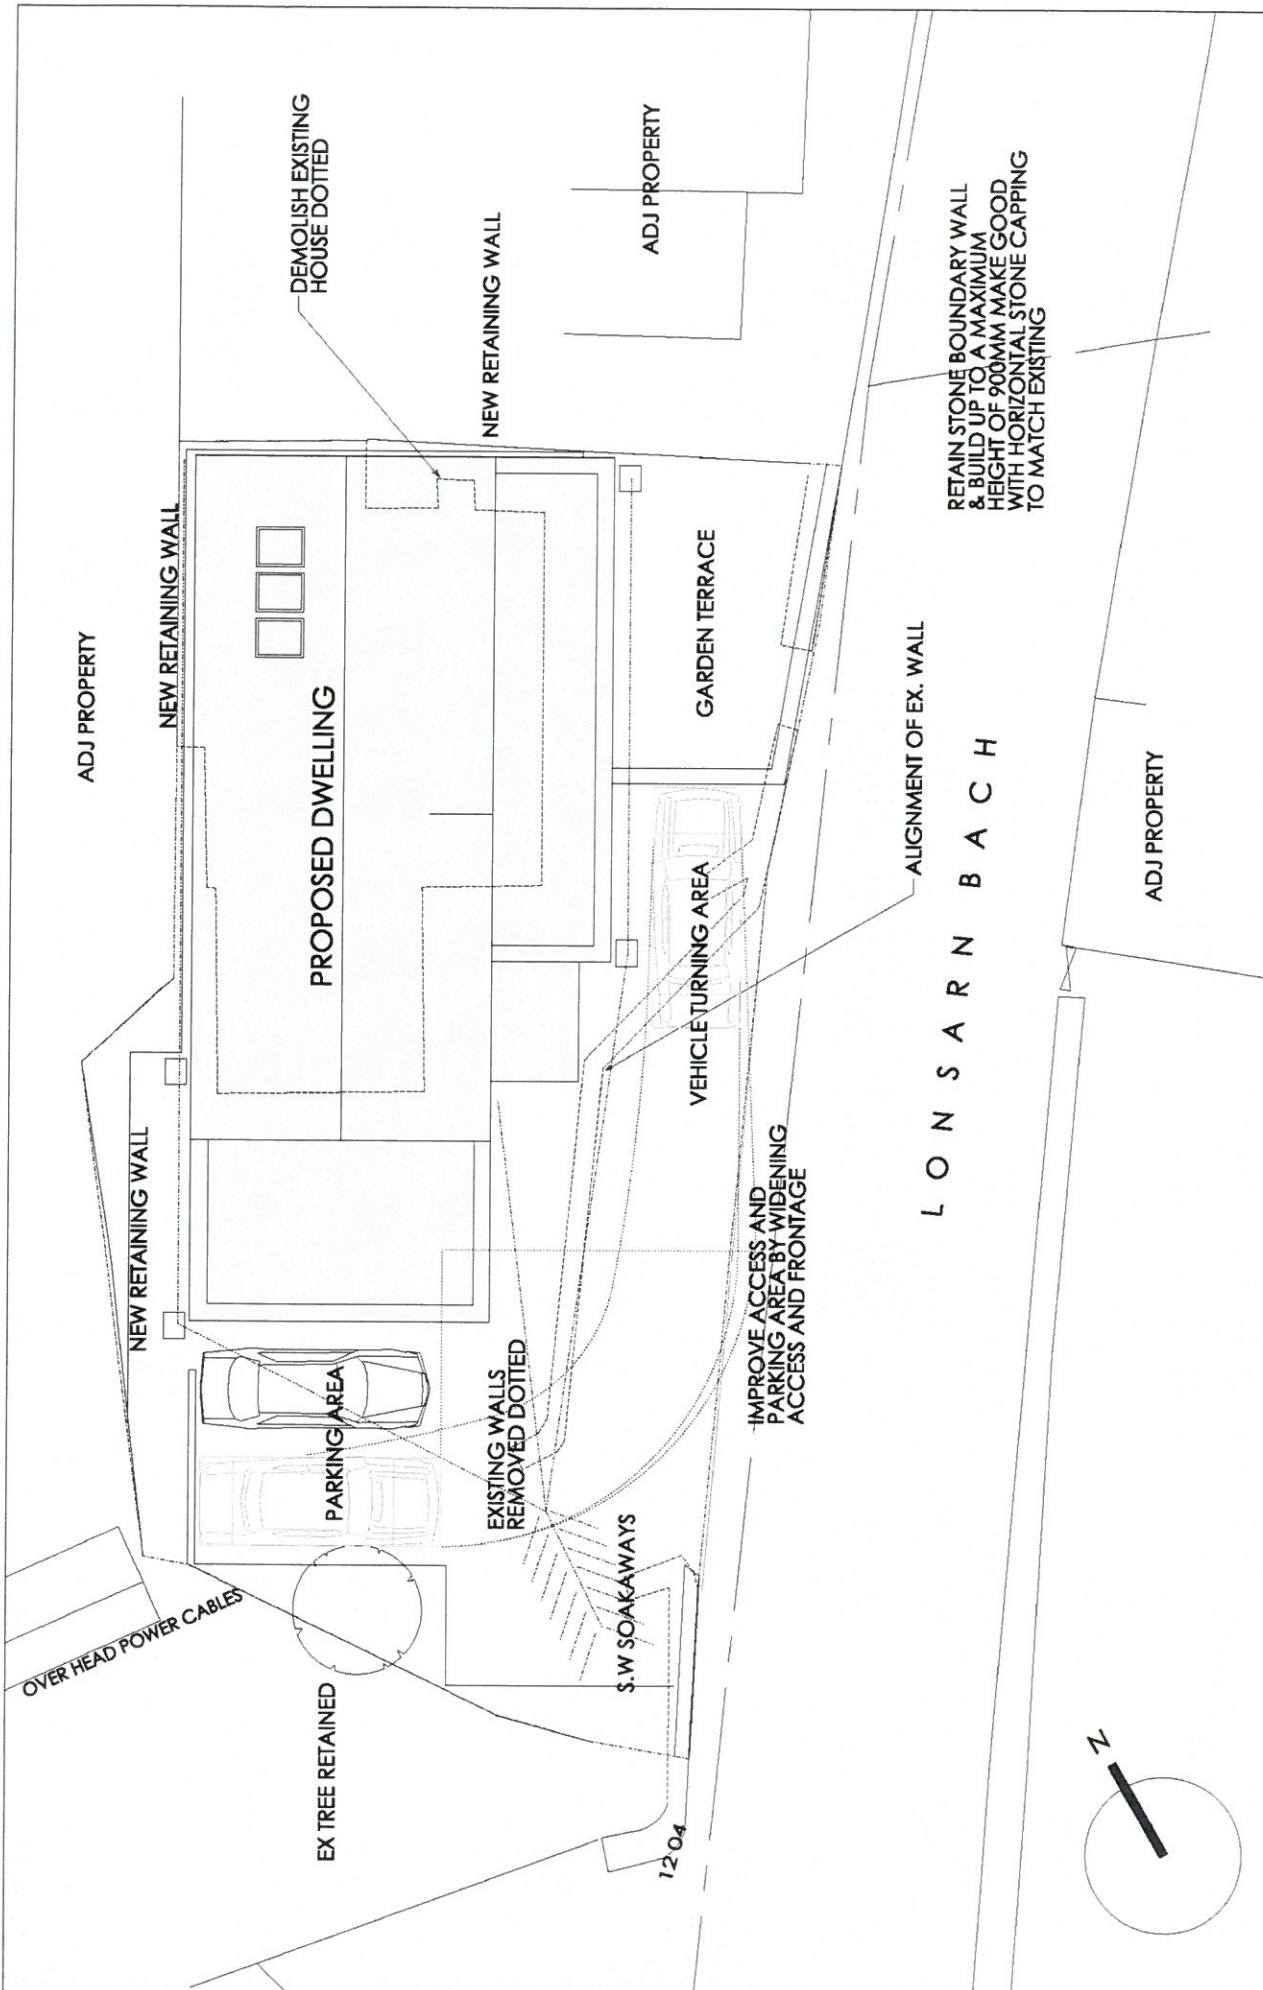 OVER HEAD POWER CABLES
ADJ PROPERTY
NEW RETAINING WALL
NEW RETAINING WALL
DEMOLISH EXISTING
HOUSE DOTTED
PROPOSED DWELLING
NEW RETAINING WALL
ADJ PROPERTY
EX TREE RETAINED
PARKING AREA
EXISTING WALLS
REMOVED DOTTED
S.W SOAKAWAYS
VEHICLE TURNING AREA
GARDEN TERRACE
12 04
IMPROVE ACCESS AND
PARKING AREA BY WIDENING
ACCESS AND FRONTAGE
ALIGNMENT OF EX. WALL
RETAIN STONE BOUNDARY WALL
& BUILD UP TO A MAXIMUM
HEIGHT OF 900MM MAKE GOOD
WITH HORIZONTAL STONE CAPPING
TO MATCH EXISTING
LONSARN BACH
ADJ PROPERTY
N